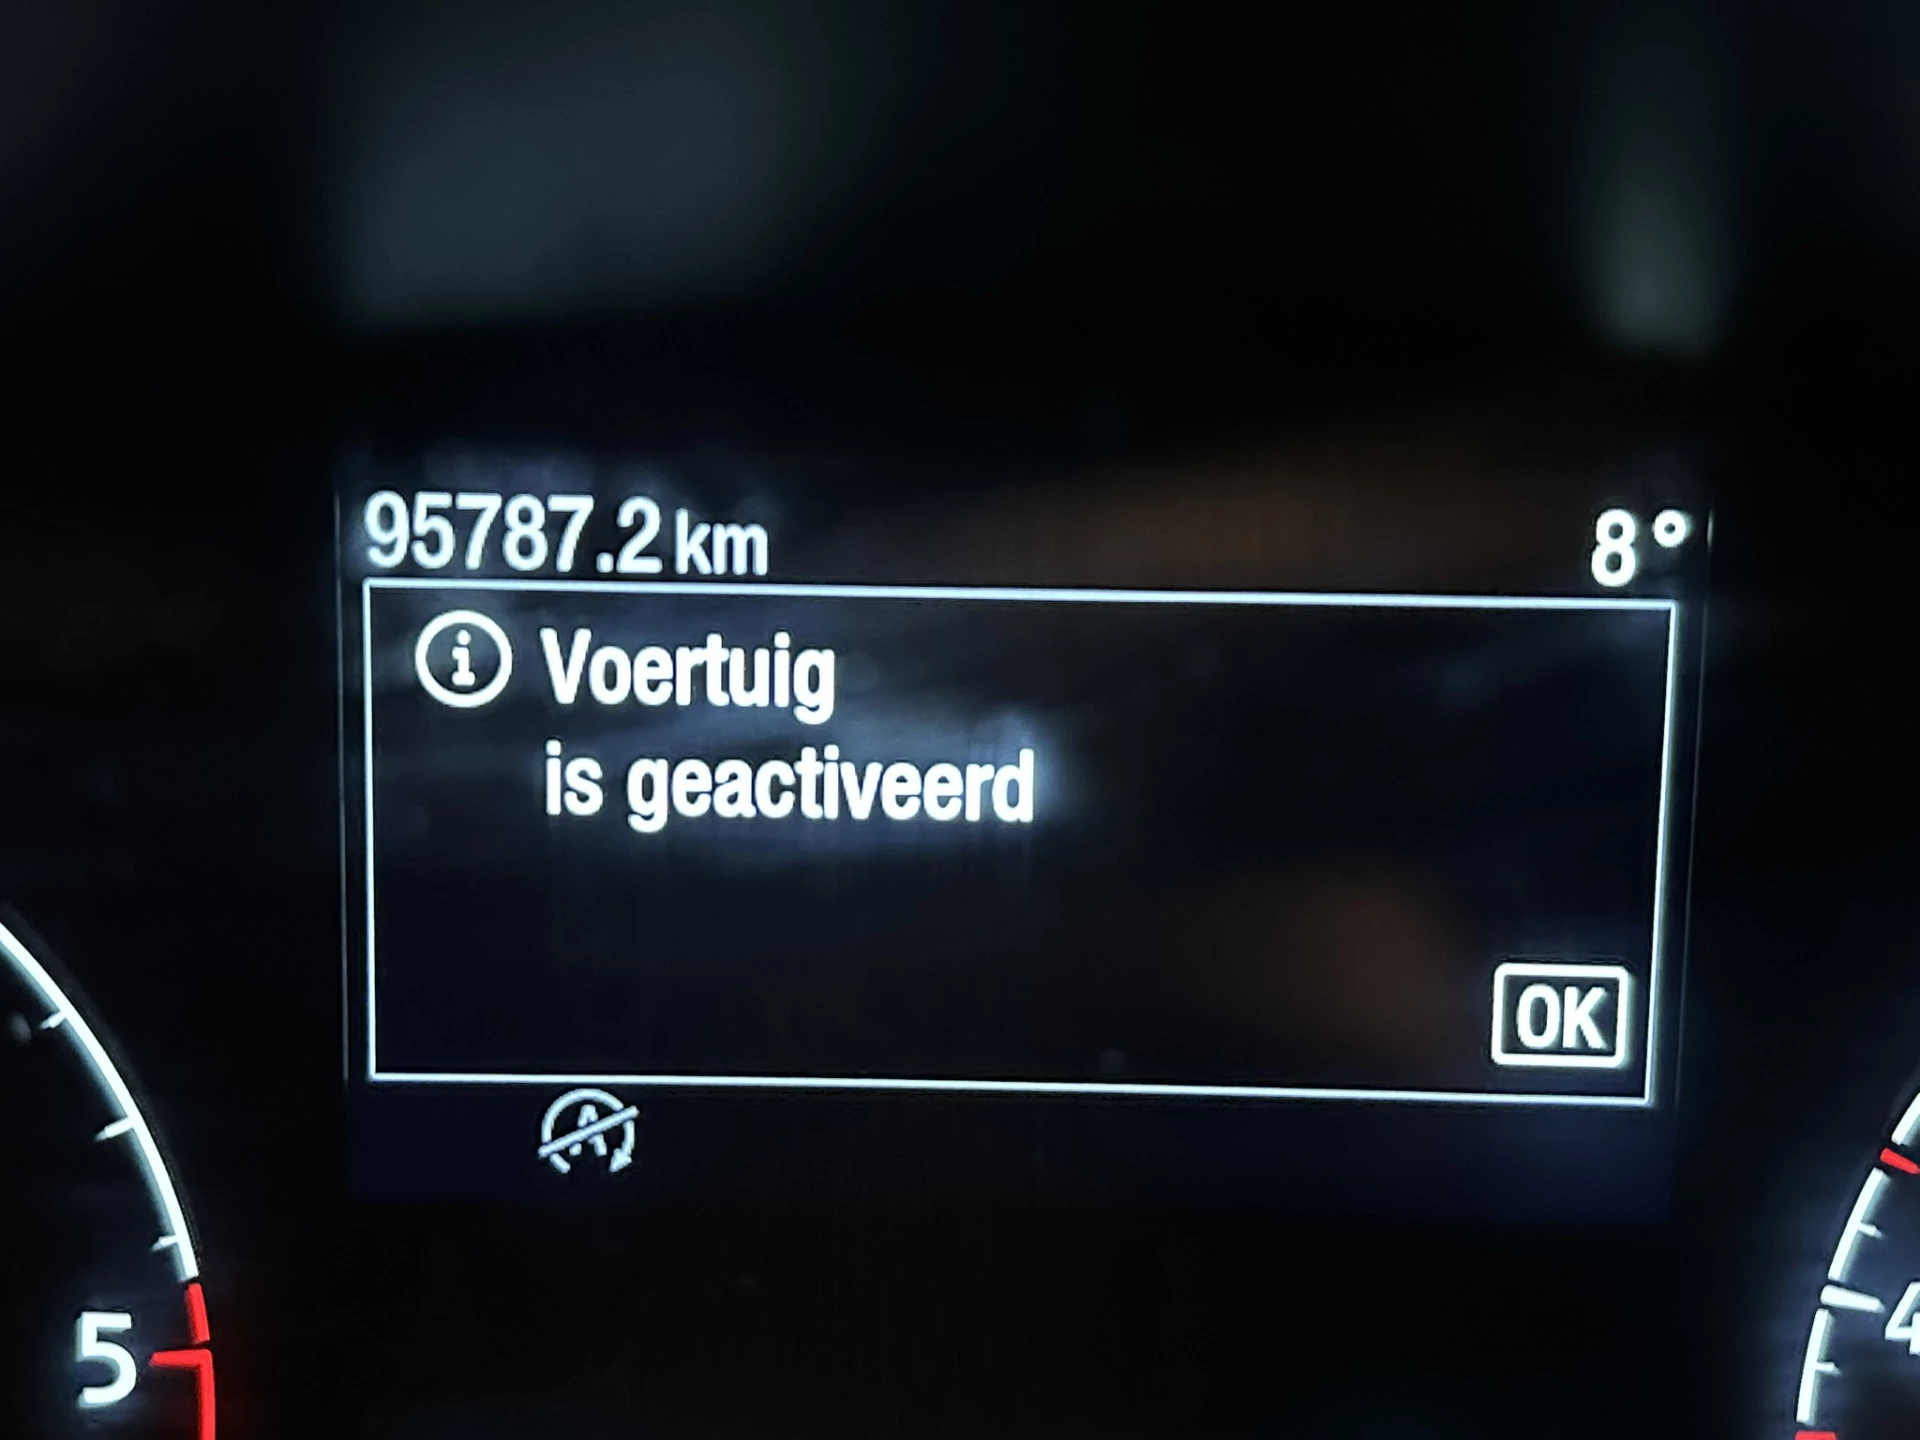 95787.2 km 8°
i Voertuig
is geactiveerd
OK
A
5
4